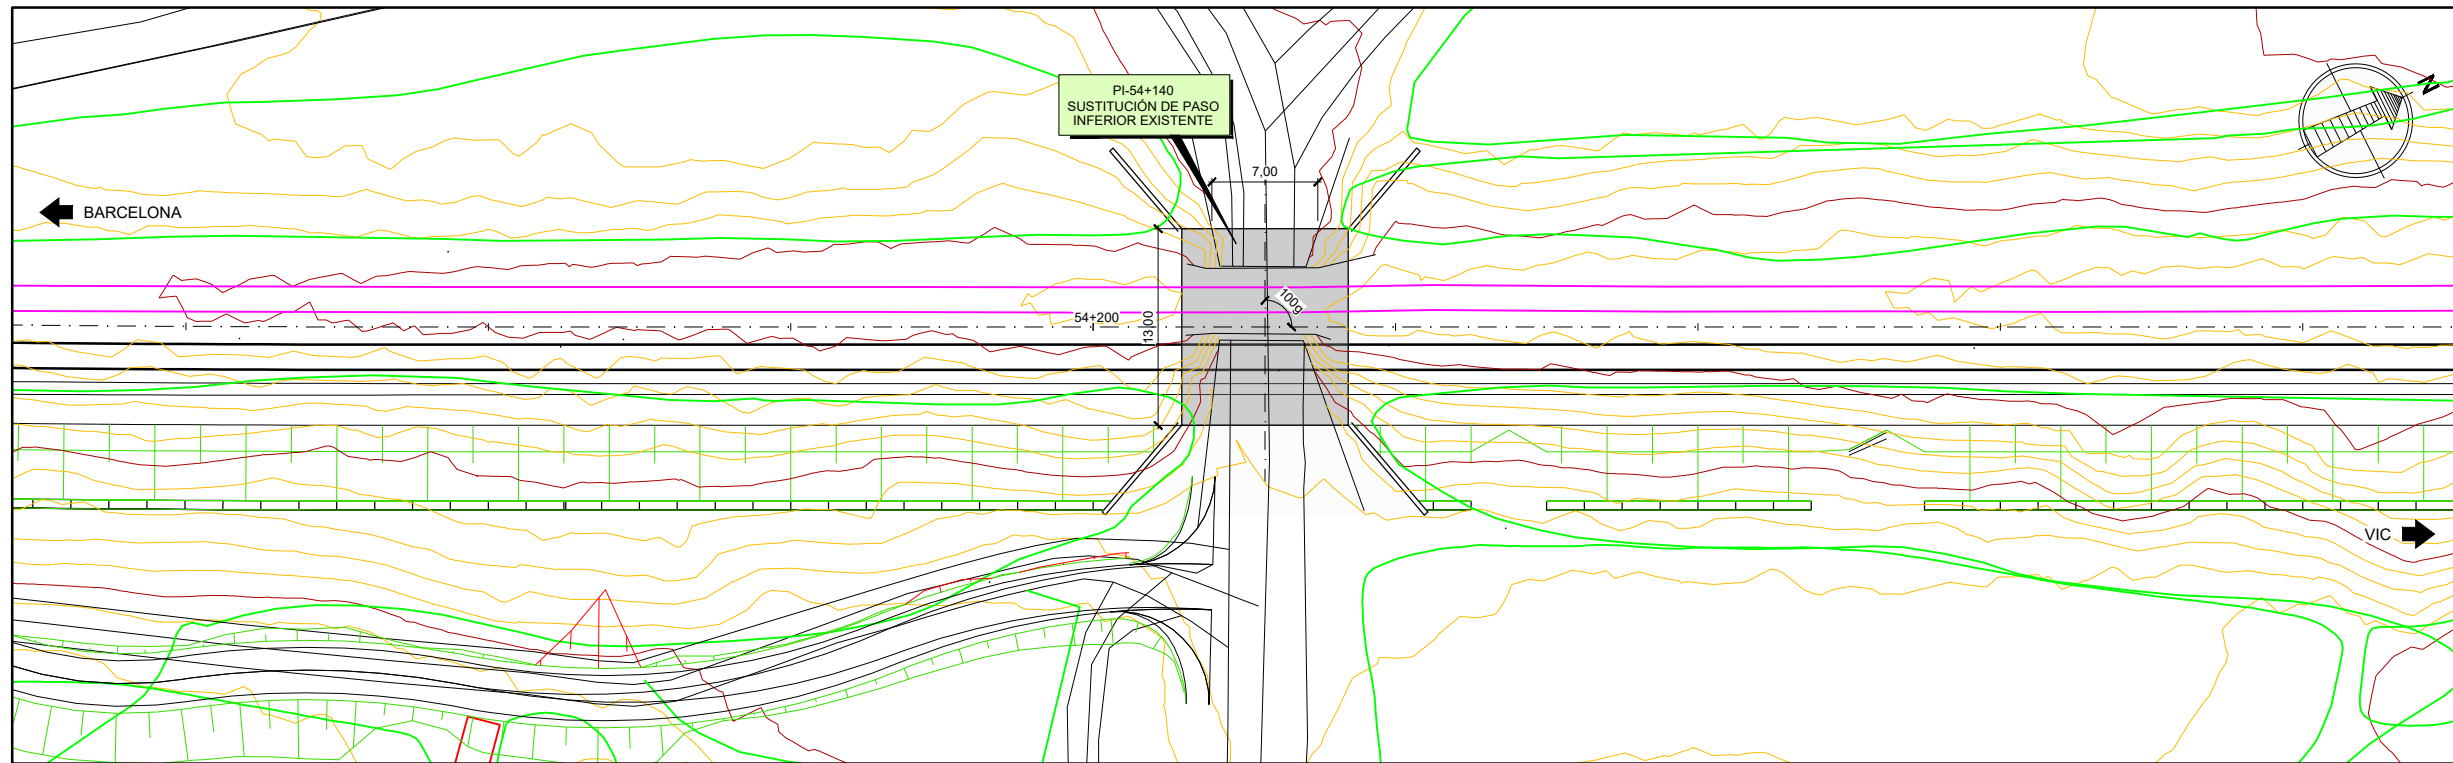 PI-54+140
SUSTITUCIÓN DE PASO
INFERIOR EXISTENTE
N
7,00
BARCELONA
100g
54+200
13,00
VIC